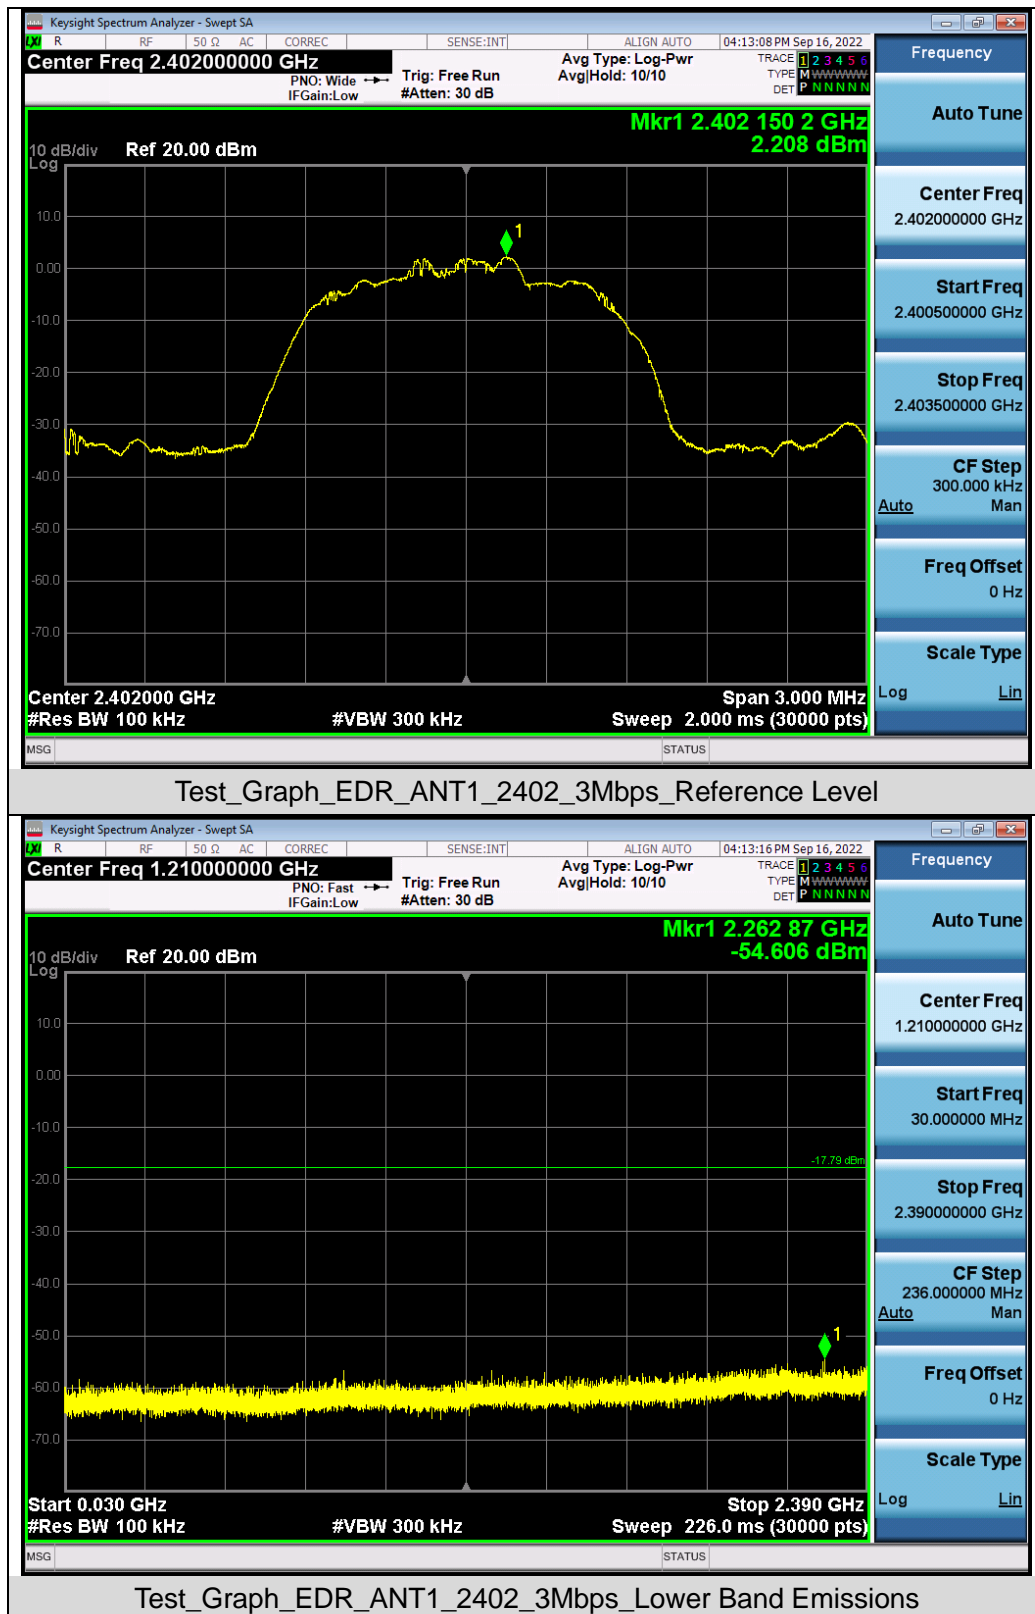 Keysight Spectrum Analyzer - Swept SA
LXI R RF 50 Ω AC CORREC SENSE:INT ALIGN AUTO 04:13:08 PM Sep 16, 2022
Center Freq 2.402000000 GHz
PNO: Wide
IFGain:Low
Trig: Free Run
#Atten: 30 dB
Avg Type: Log-Pwr
Avg|Hold: 10/10
TRACE 1 2 3 4 5 6
TYPE M WWWWW
DET P N N N N N
Mkr1 2.402 150 2 GHz
2.208 dBm
10 dB/div Ref 20.00 dBm
Log
10.0
0.00
-10.0
-20.0
-30.0
-40.0
-50.0
-60.0
-70.0
1
Center 2.402000 GHz Span 3.000 MHz
#Res BW 100 kHz #VBW 300 kHz Sweep 2.000 ms (30000 pts)
MSG STATUS
Frequency
Auto Tune
Center Freq
2.402000000 GHz
Start Freq
2.400500000 GHz
Stop Freq
2.403500000 GHz
CF Step
300.000 kHz
Auto Man
Freq Offset
0 Hz
Scale Type
Log Lin
Test_Graph_EDR_ANT1_2402_3Mbps_Reference Level
Keysight Spectrum Analyzer - Swept SA
LXI R RF 50 Ω AC CORREC SENSE:INT ALIGN AUTO 04:13:16 PM Sep 16, 2022
Center Freq 1.210000000 GHz
PNO: Fast
IFGain:Low
Trig: Free Run
#Atten: 30 dB
Avg Type: Log-Pwr
Avg|Hold: 10/10
TRACE 1 2 3 4 5 6
TYPE M WWWWW
DET P N N N N N
Mkr1 2.262 87 GHz
-54.606 dBm
10 dB/div Ref 20.00 dBm
Log
10.0
0.00
-10.0
-17.79 dBm
-20.0
-30.0
-40.0
-50.0
-60.0
-70.0
1
Start 0.030 GHz Stop 2.390 GHz
#Res BW 100 kHz #VBW 300 kHz Sweep 226.0 ms (30000 pts)
MSG STATUS
Frequency
Auto Tune
Center Freq
1.210000000 GHz
Start Freq
30.000000 MHz
Stop Freq
2.390000000 GHz
CF Step
236.000000 MHz
Auto Man
Freq Offset
0 Hz
Scale Type
Log Lin
Test_Graph_EDR_ANT1_2402_3Mbps_Lower Band Emissions